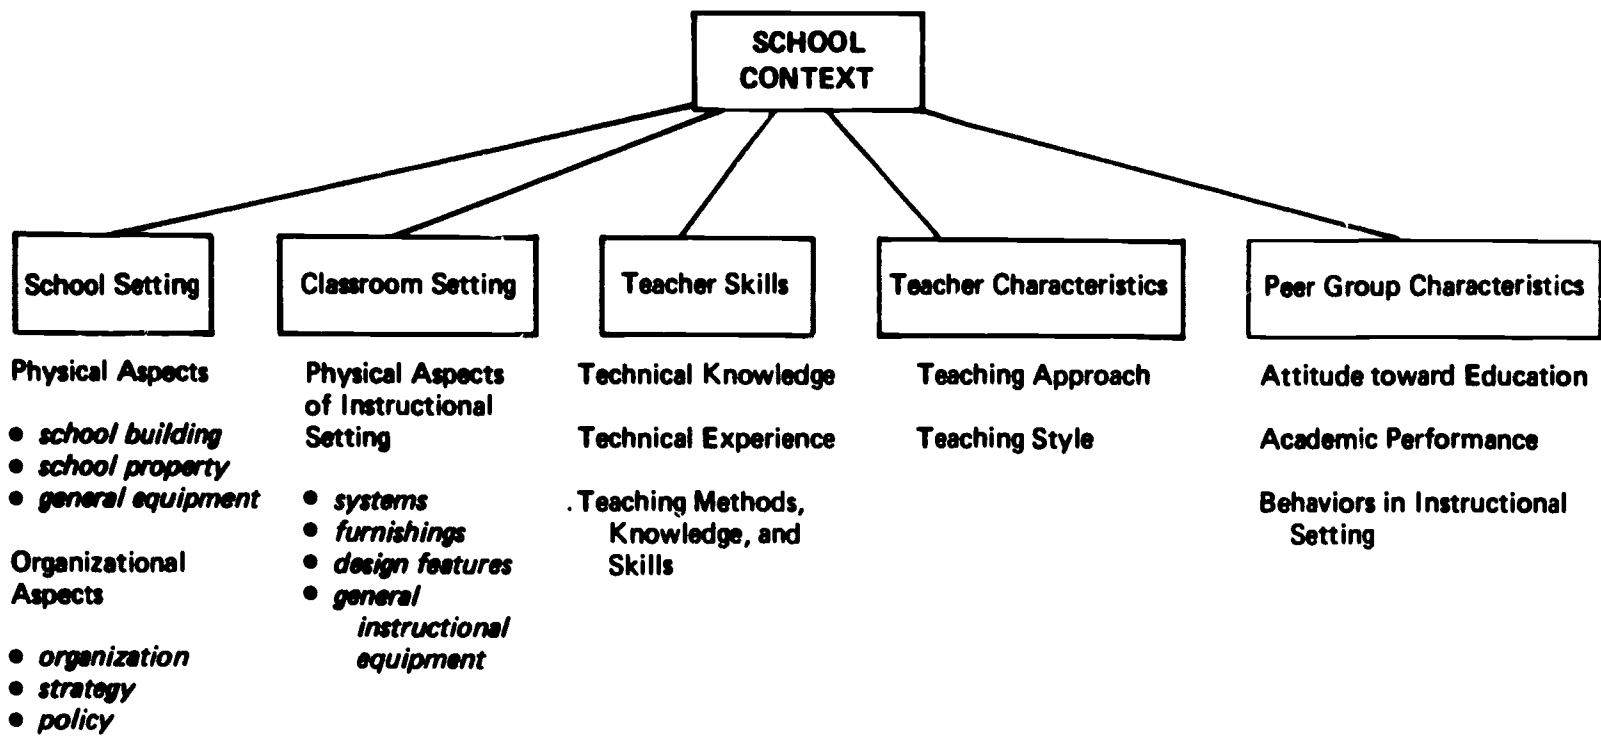 SCHOOL
CONTEXT
School Setting
Classroom Setting
Teacher Skills
Teacher Characteristics
Peer Group Characteristics
Physical Aspects
• school building
• school property
• general equipment
Organizational
Aspects
• organization
• strategy
• policy
Physical Aspects
of Instructional
Setting
• systems
• furnishings
• design features
• general
instructional
equipment
Technical Knowledge
Technical Experience
Teaching Methods,
Knowledge, and
Skills
Teaching Approach
Teaching Style
Attitude toward Education
Academic Performance
Behaviors in Instructional
Setting